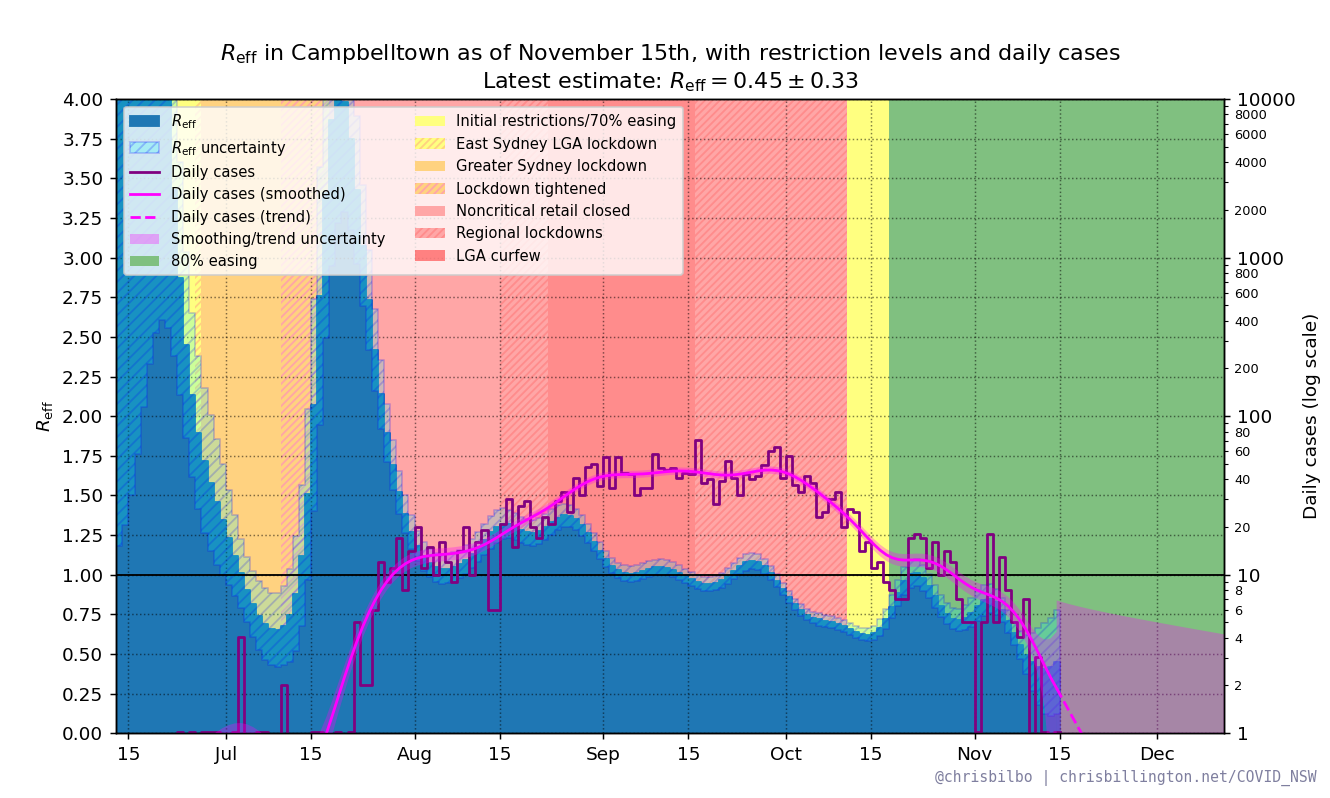 Reff in Campbelltown as of November 15th, with restriction levels and daily cases
Latest estimate: Reff = 0.45 ± 0.33
4.00
3.75
3.50
3.25
3.00
2.75
2.50
2.25
2.00
1.75
1.50
1.25
1.00
0.75
0.50
0.25
0.00
Reff
Reff
Reff uncertainty
Daily cases
Daily cases (smoothed)
Daily cases (trend)
Smoothing/trend uncertainty
80% easing
Initial restrictions/70% easing
East Sydney LGA lockdown
Greater Sydney lockdown
Lockdown tightened
Noncritical retail closed
Regional lockdowns
LGA curfew
10000
8000
6000
4000
2000
1000
800
600
400
200
100
80
60
40
20
10
8
6
4
2
1
Daily cases (log scale)
15 Jul 15 Aug 15 Sep 15 Oct 15 Nov 15 Dec
@chrisbilbo | chrisbillington.net/COVID_NSW